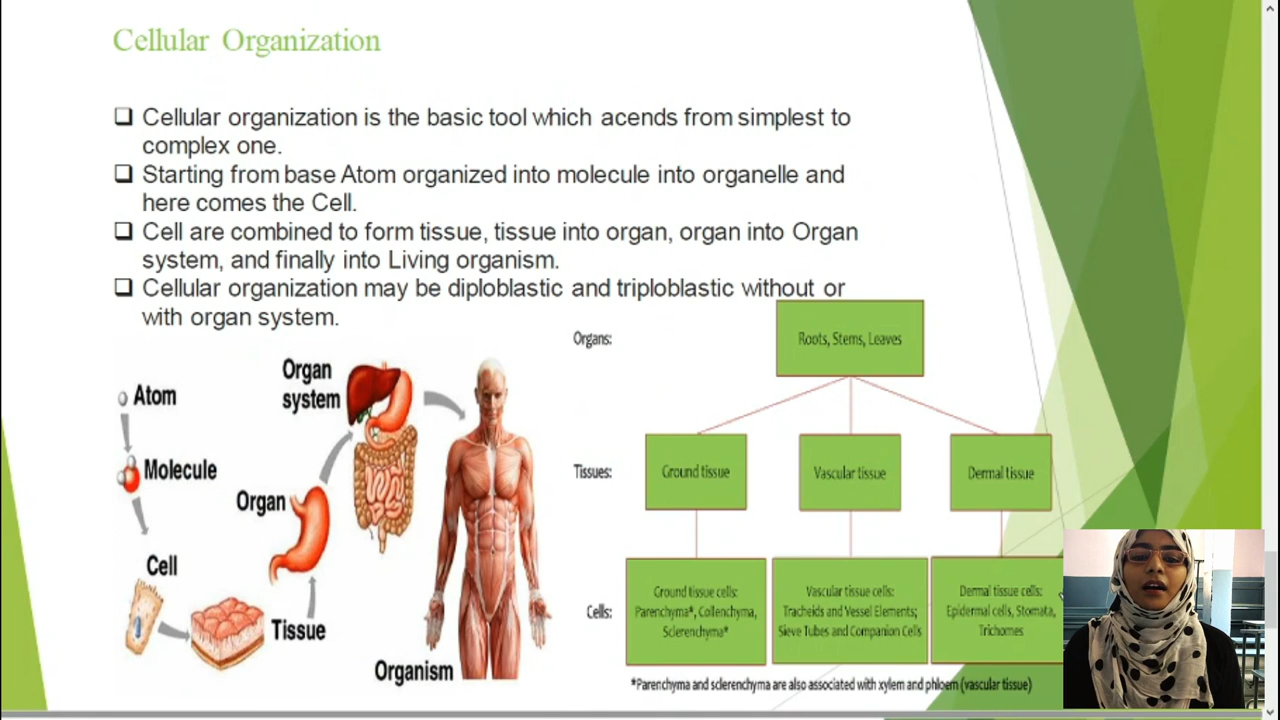 Cellular Organization
❑ Cellular organization is the basic tool which acends from simplest to
complex one.
❑ Starting from base Atom organized into molecule into organelle and
here comes the Cell.
❑ Cell are combined to form tissue, tissue into organ, organ into Organ
system, and finally into Living organism.
❑ Cellular organization may be diploblastic and triploblastic without or
with organ system.
Atom
Molecule
Cell
Tissue
Organ
Organ
system
Organism
Organs:
Roots, Stems, Leaves
Tissues:
Ground tissue
Vascular tissue
Dermal tissue
Cells:
Ground tissue cells:
Parenchyma*, Collenchyma,
Sclerenchyma*
Vascular tissue cells:
Tracheids and Vessel Elements;
Sieve Tubes and Companion Cells
Dermal tissue cells:
Epidermal cells, Stomata,
Trichomes
*Parenchyma and sclerenchyma are also associated with xylem and phloem (vascular tissue)